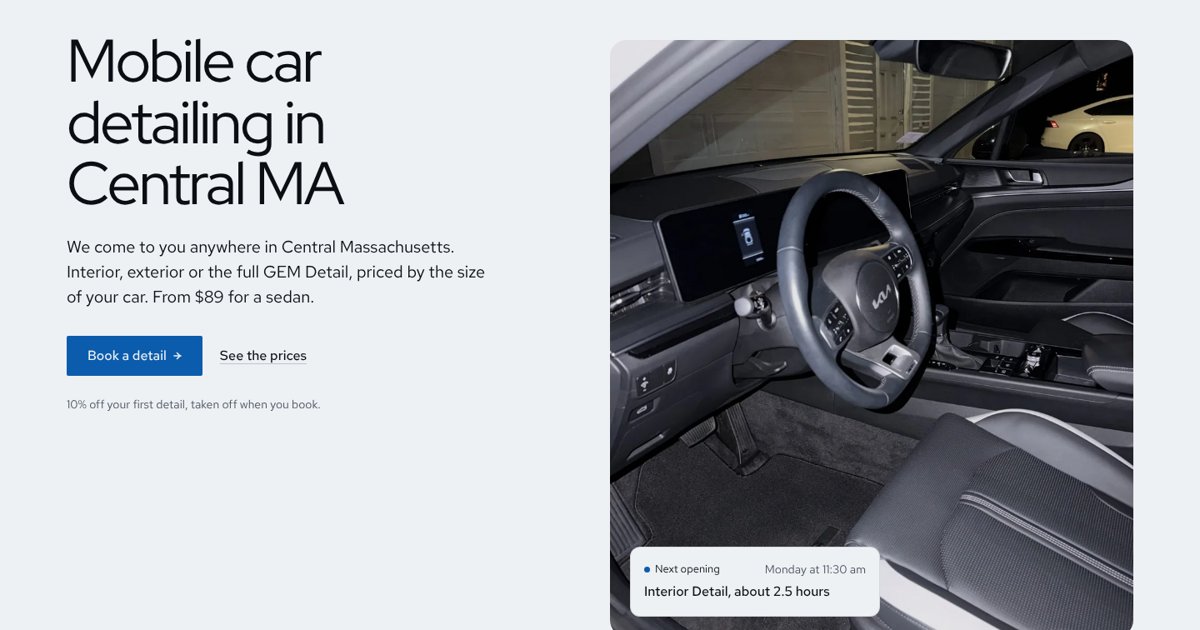 Mobile car
detailing in
Central MA
We come to you anywhere in Central Massachusetts.
Interior, exterior or the full GEM Detail, priced by the size
of your car. From $89 for a sedan.
Book a detail →
See the prices
10% off your first detail, taken off when you book.
KIA
Next opening
Monday at 11:30 am
Interior Detail, about 2.5 hours